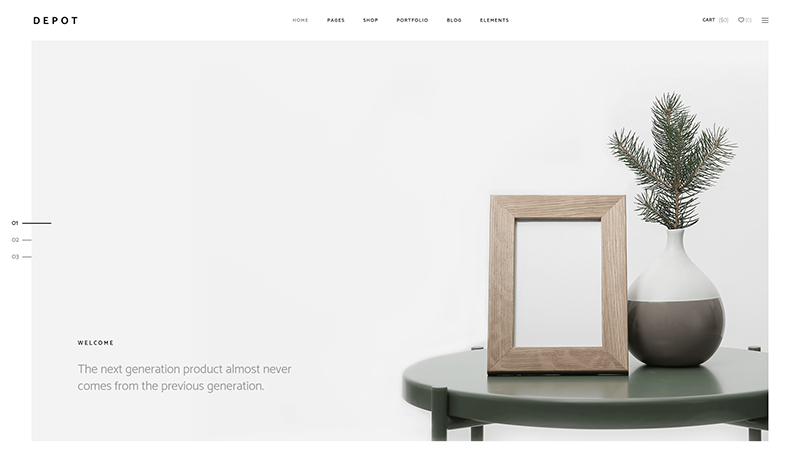 DEPOT
HOME PAGES SHOP PORTFOLIO BLOG ELEMENTS
CART ($0) (0)
01
02
03
WELCOME
The next generation product almost never
comes from the previous generation.